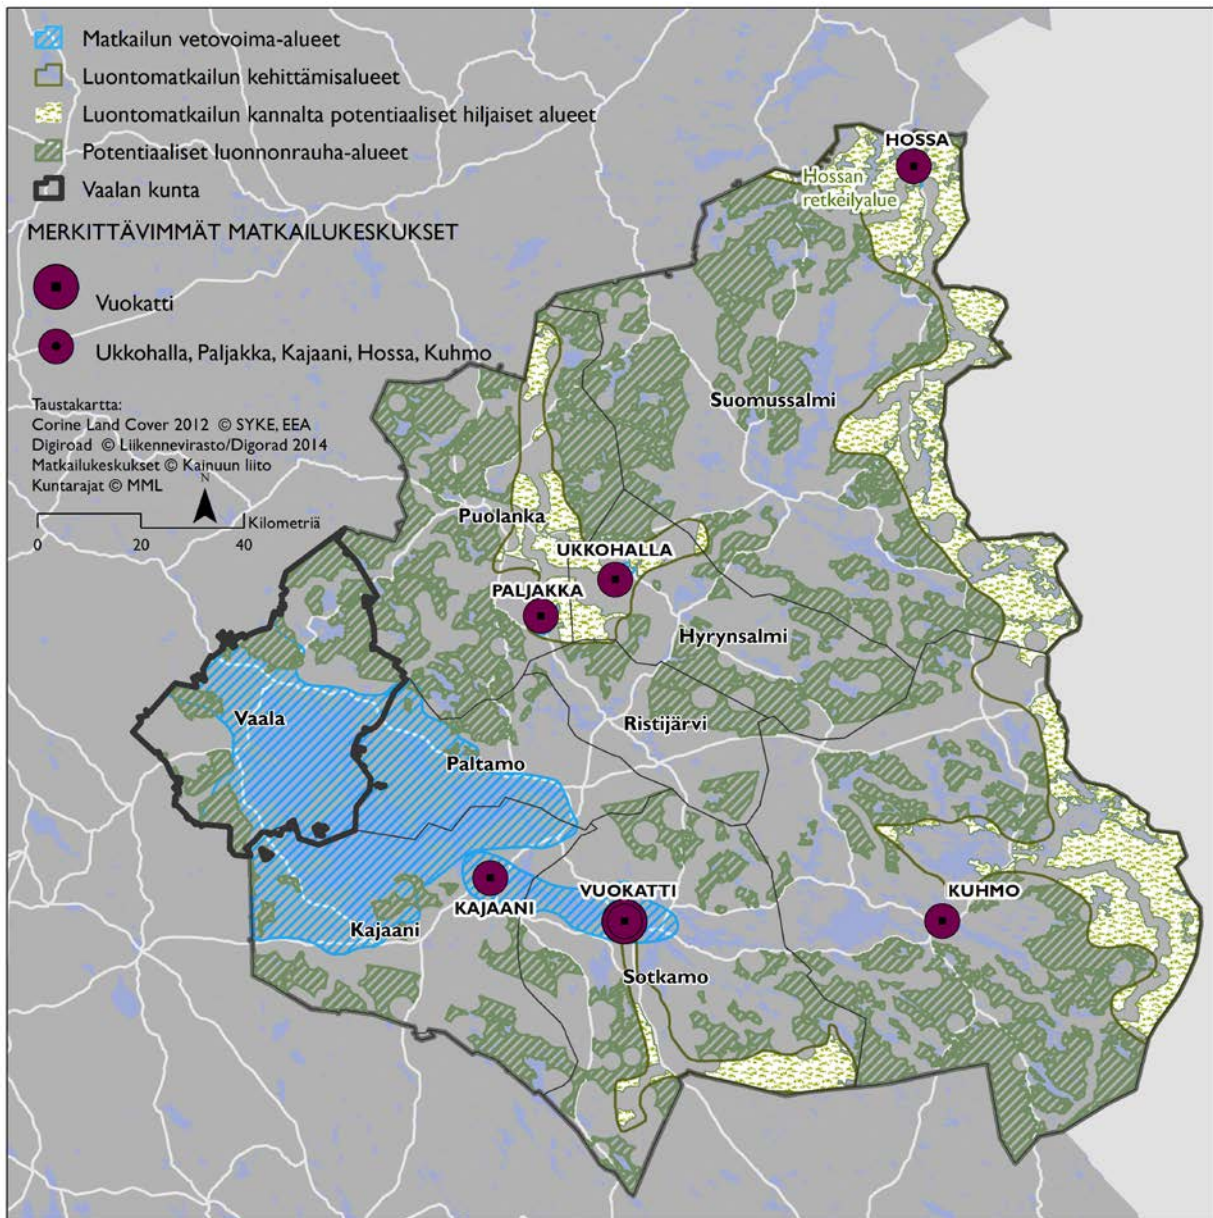 Matkailun vetovoima-alueet
Luontomatkailun kehittämisalueet
Luontomatkailun kannalta potentiaaliset hiljaiset alueet
Potentiaaliset luonnonrauha-alueet
Vaalan kunta
MERKITTÄVIMMÄT MATKAILUKESKUKSET
Vuokatti
Ukkohalla, Paljakka, Kajaani, Hossa, Kuhmo
Taustakartta:
Corine Land Cover 2012 © SYKE, EEA
Digiroad © Liikennevirasto/Digorad 2014
Matkailukeskukset © Kainuun liito
Kuntarajat © MML
N
Kilometriä
0 20 40
HOSSA
Hossan
retkeilyalue
Suomussalmi
Puolanka
UKKOHALLA
PALJAKKA
Hyrynsalmi
Vaala
Ristijärvi
Paltamo
KAJAANI
VUOKATTI
KUHMO
Kajaani
Sotkamo